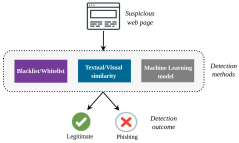 Suspicious
web page
Blacklist/Whitelist
Textual/Visual
similarity
Machine Learning
model
Detection
methods
Detection
outcome
Legitimate
Phishing